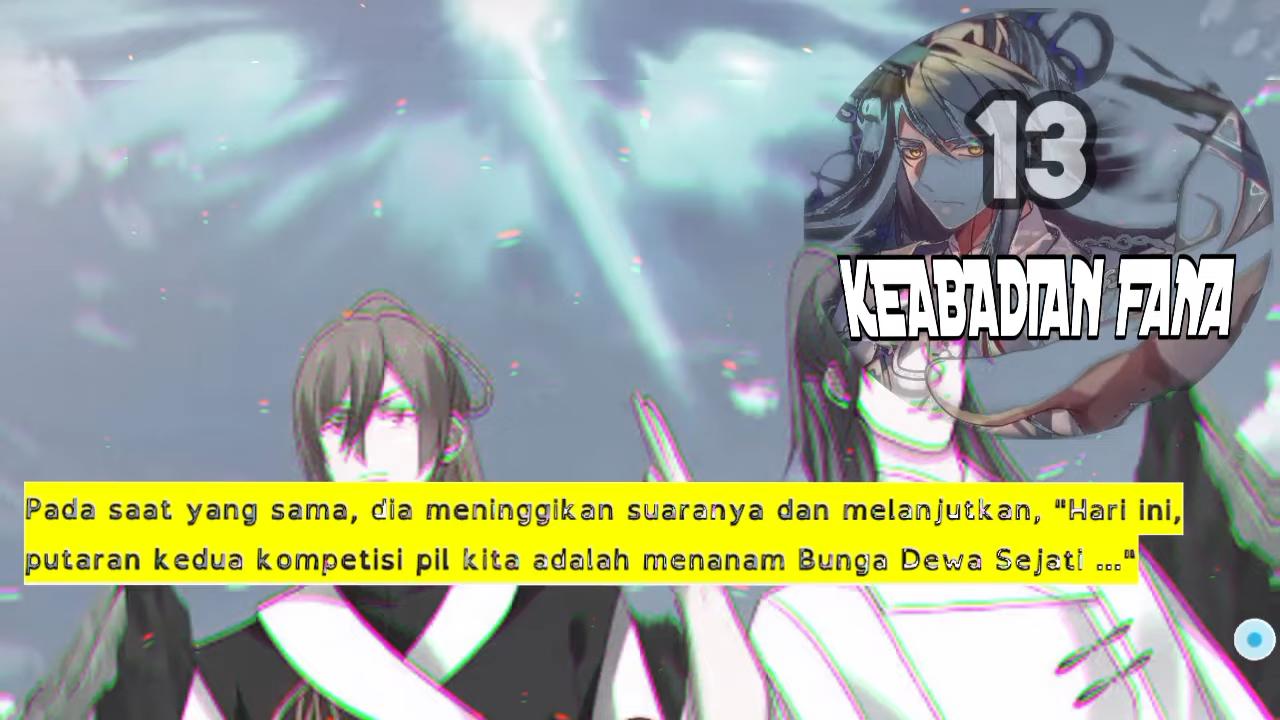 13
KEABADIAN FANA
Pada saat yang sama, dia meninggikan suaranya dan melanjutkan, "Hari ini,
putaran kedua kompetisi pil kita adalah menanam Bunga Dewa Sejati ..."